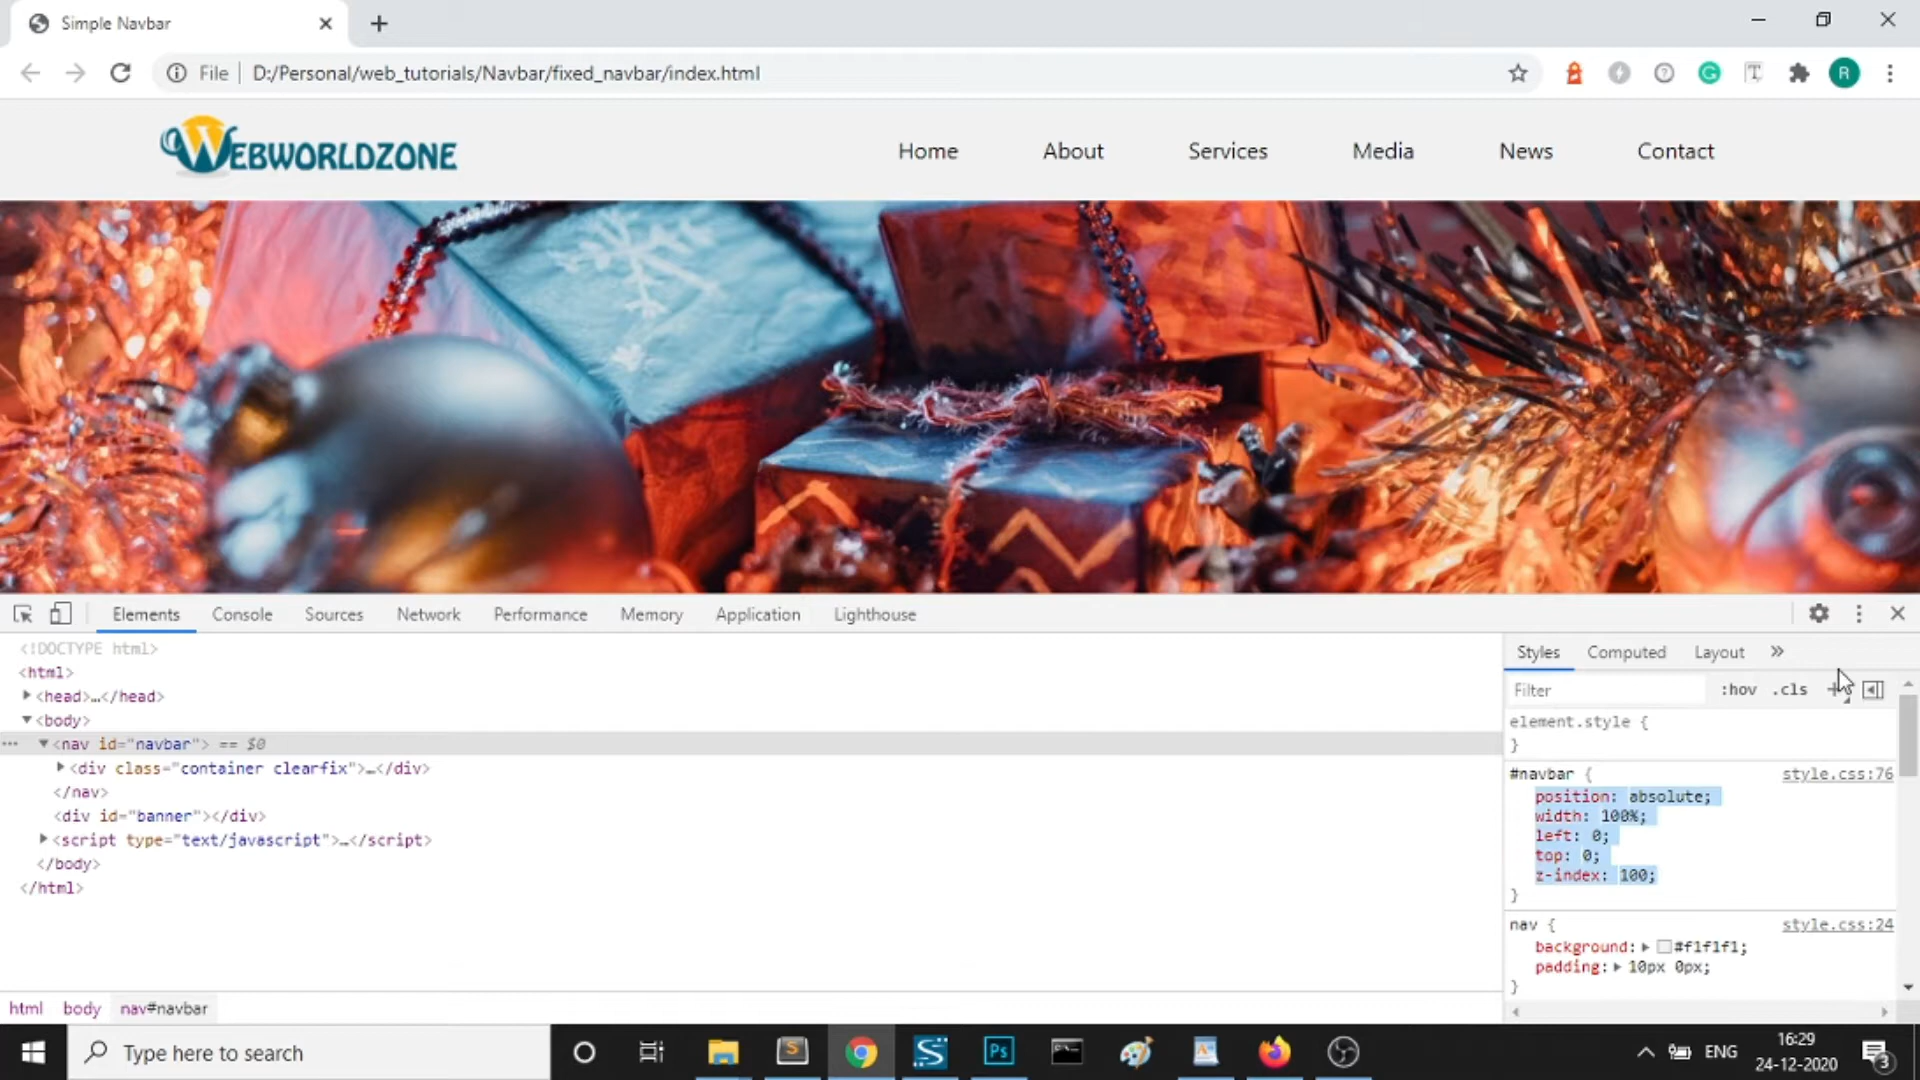 Simple Navbar
File
D:/Personal/web_tutorials/Navbar/fixed_navbar/index.html
R
WEBWORLDZONE
Home
About
Services
Media
News
Contact
Elements
Console
Sources
Network
Performance
Memory
Application
Lighthouse
<!DOCTYPE html>
<html>
<head>…</head>
<body>
<nav id="navbar"> == $0
<div class="container clearfix">…</div>
</nav>
<div id="banner"></div>
<script type="text/javascript">…</script>
</body>
</html>
html
body
nav#navbar
Styles
Computed
Layout
Filter
:hov
.cls
element.style {
}
#navbar {
style.css:76
position: absolute;
width: 100%;
left: 0;
top: 0;
z-index: 100;
}
nav {
style.css:24
background: #f1f1f1;
padding: 10px 0px;
}
Type here to search
S
S
Ps
ENG
16:29
24-12-2020
3